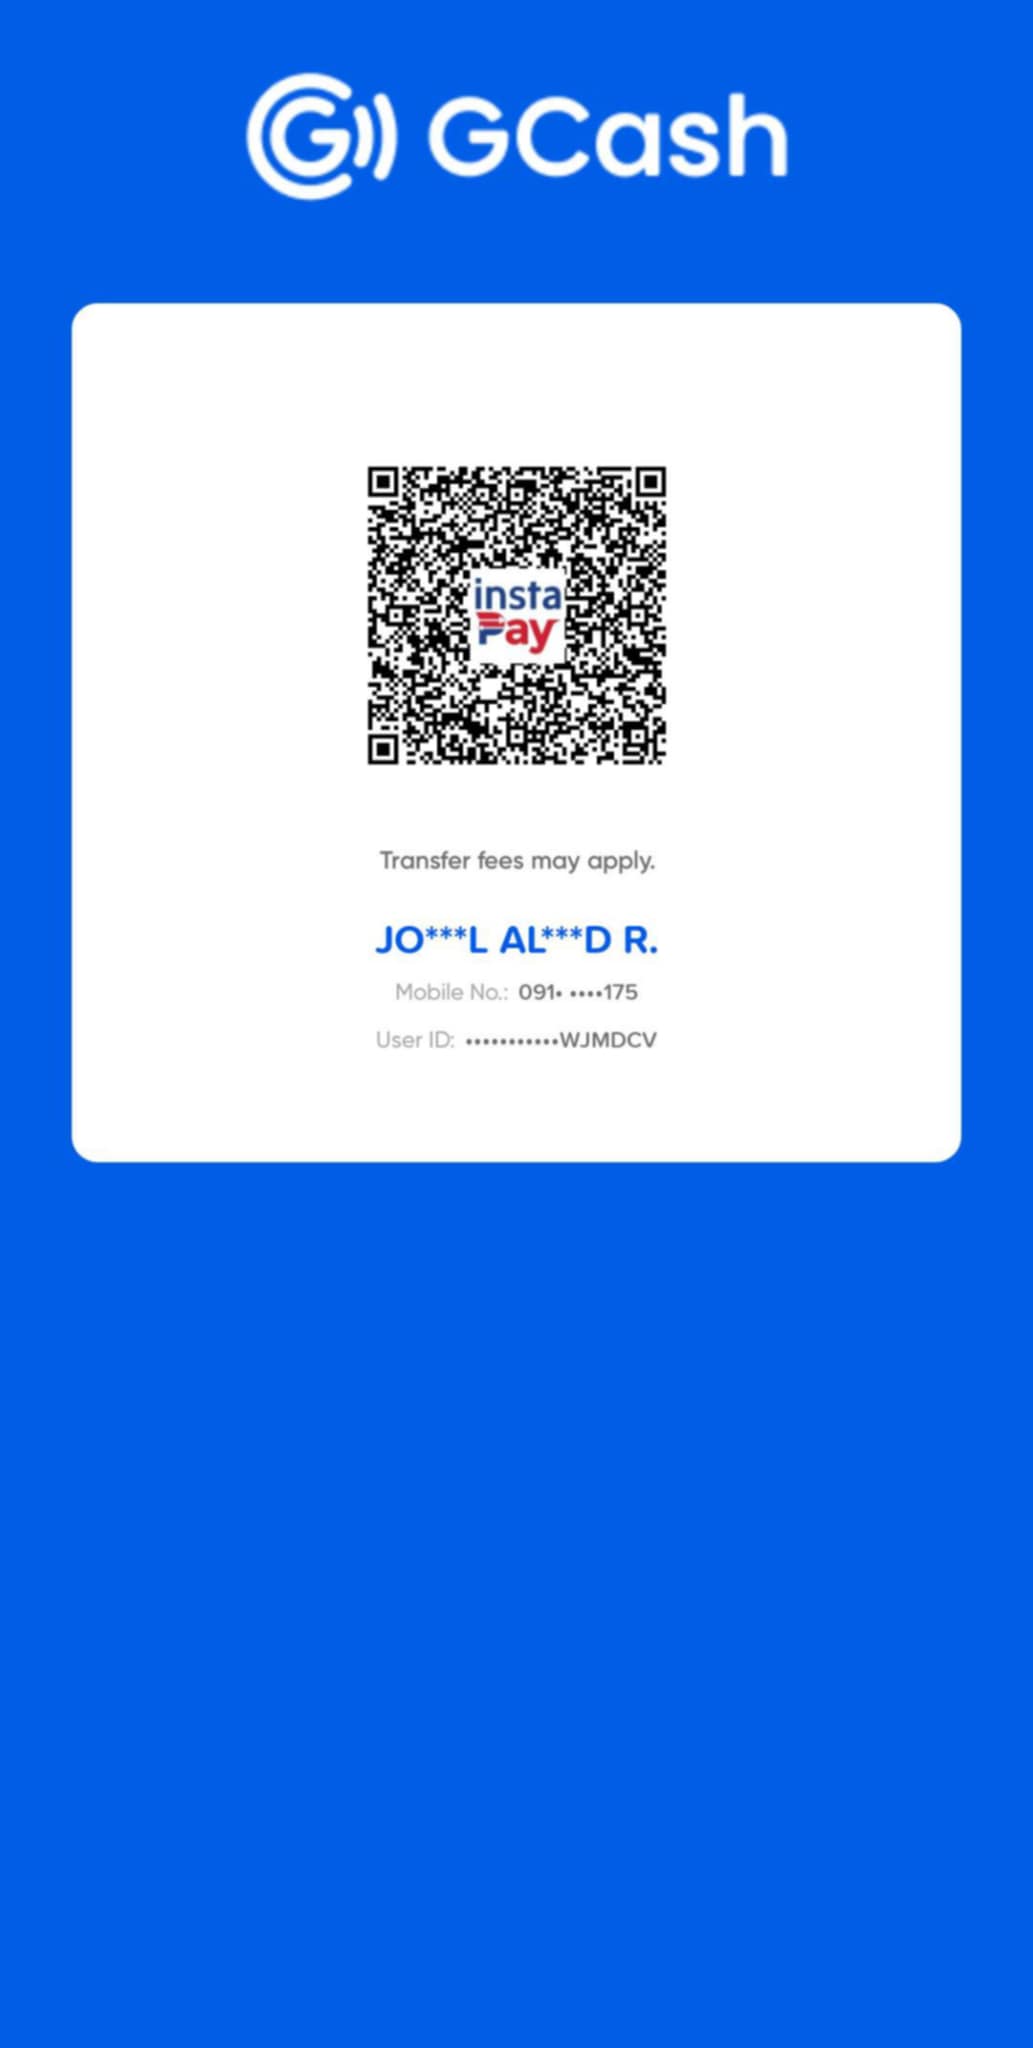 GCash
insta
Pay
Transfer fees may apply.
JO***L AL***D R.
Mobile No.: 091• ••••175
User ID: •••••••••••WJMDCV